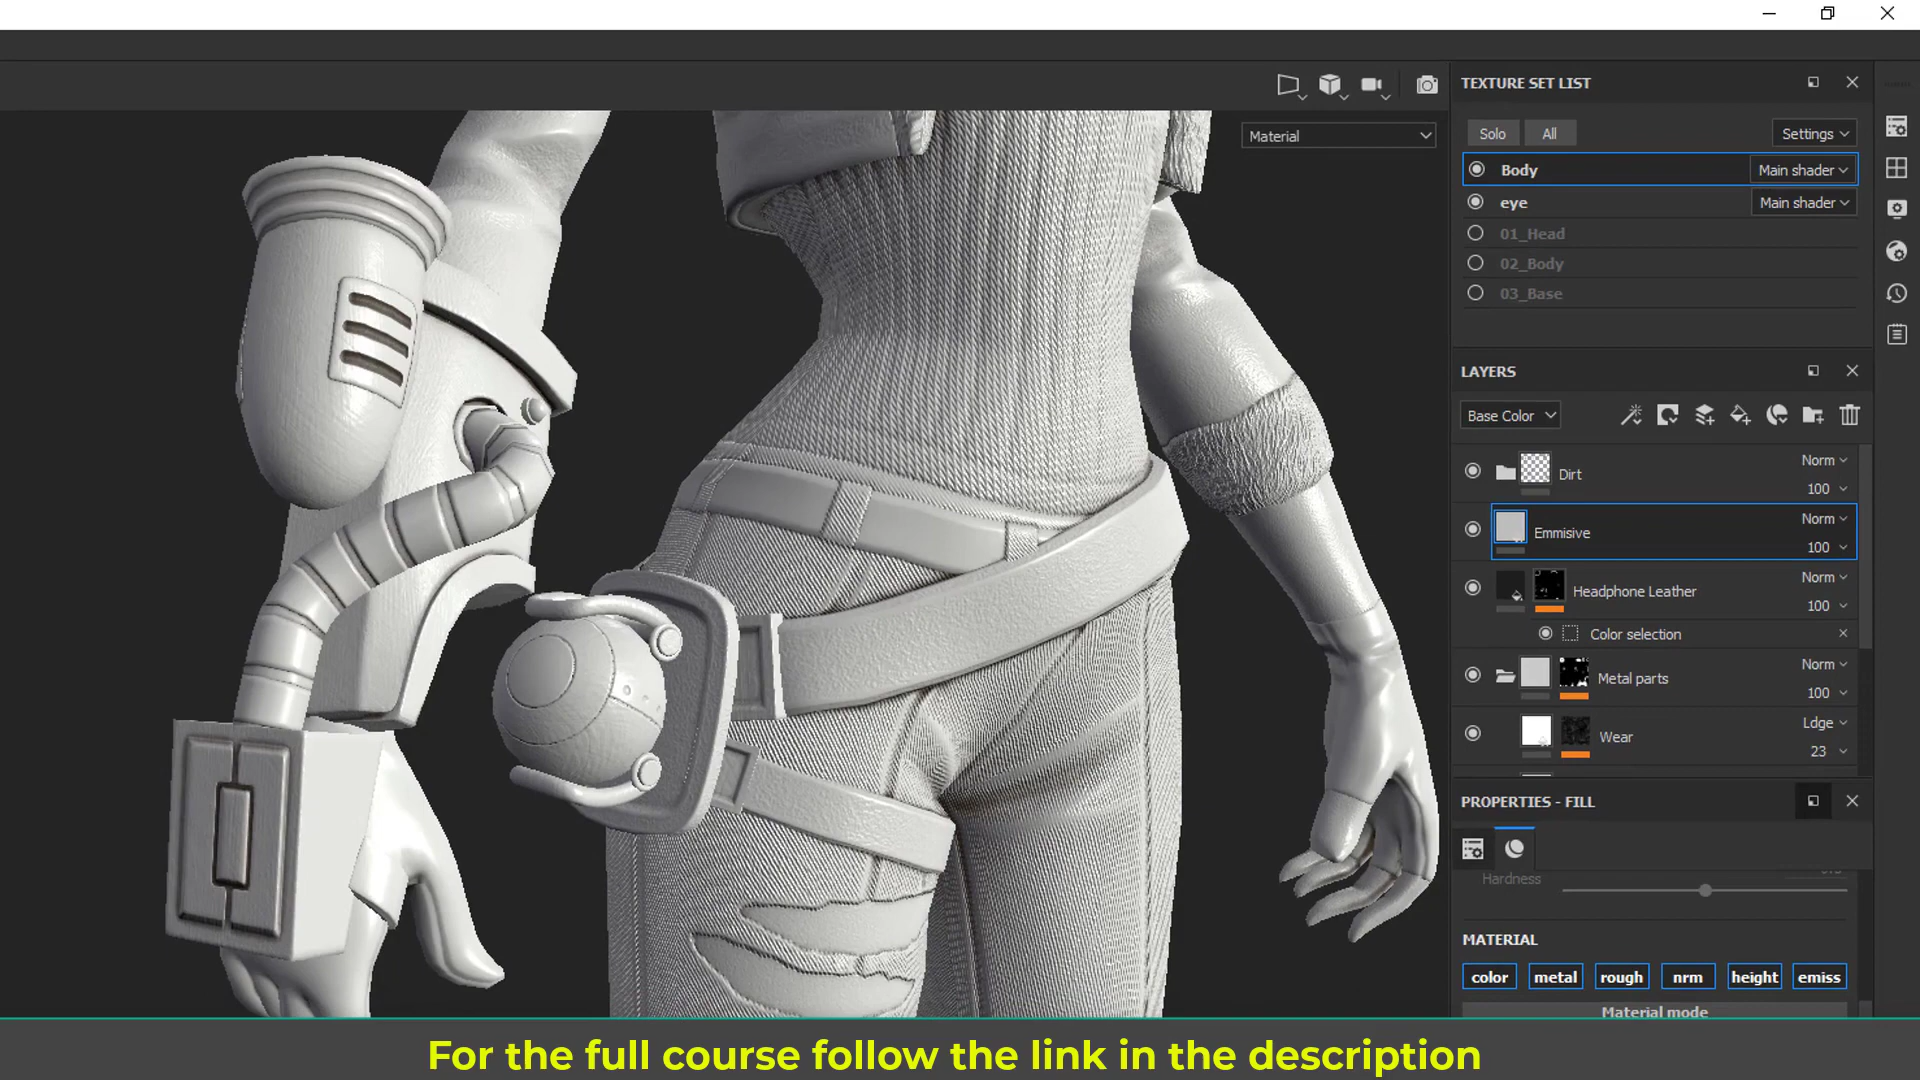 TEXTURE SET LIST
Solo
All
Settings
Material
Body
Main shader
eye
Main shader
01_Head
02_Body
03_Base
LAYERS
Base Color
Norm
Dirt
100
Norm
Emmisive
100
Norm
Headphone Leather
100
Color selection
Norm
Metal parts
100
Ldge
Wear
23
PROPERTIES - FILL
Hardness
MATERIAL
color metal rough nrm height emiss
Material mode
For the full course follow the link in the description